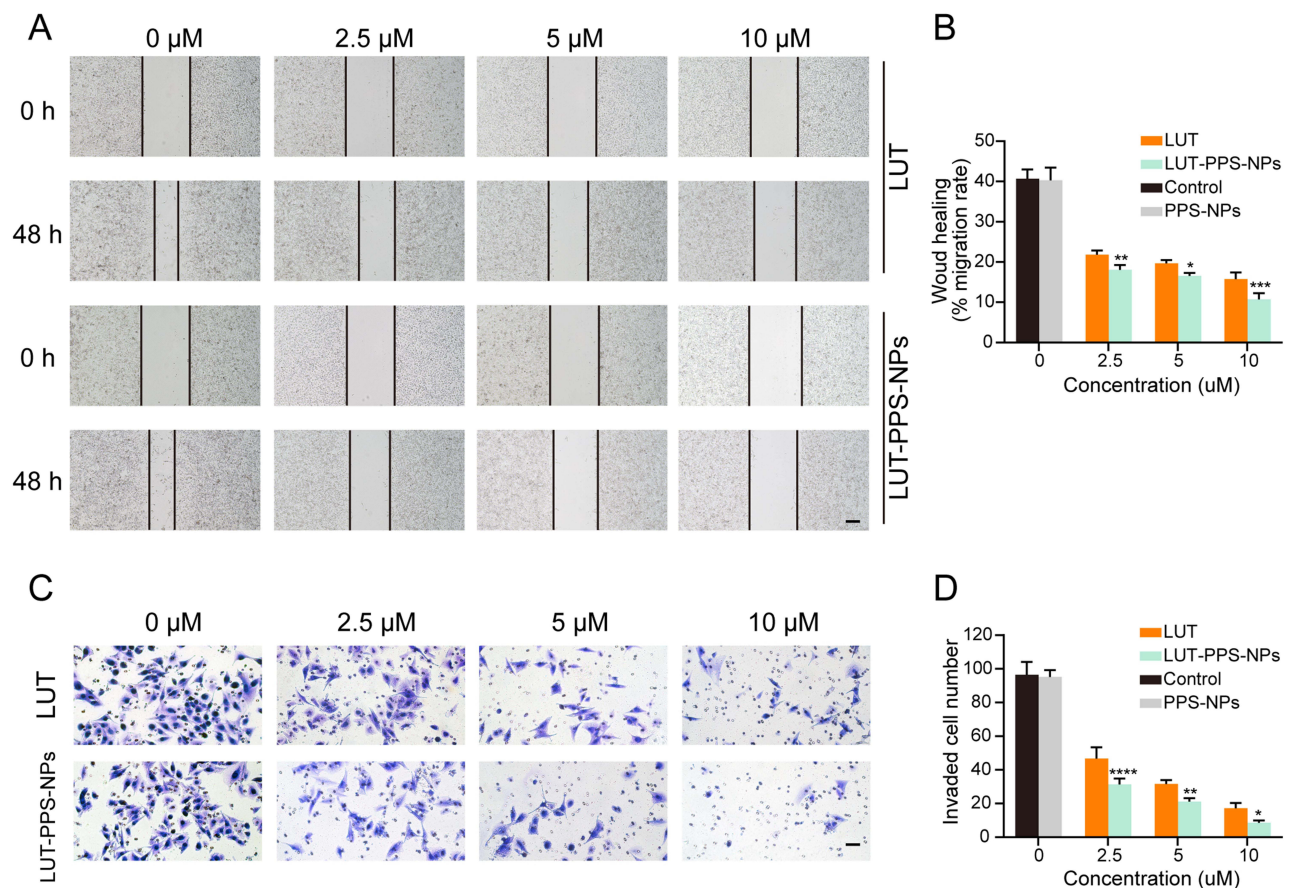 A
0 µM
2.5 µM
5 µM
10 µM
0 h
48 h
LUT
0 h
48 h
LUT-PPS-NPs
B
LUT
LUT-PPS-NPs
Control
PPS-NPs
Woud healing
(% migration rate)
50
40
30
20
10
0
**
*
***
0
2.5
5
10
Concentration (uM)
C
0 µM
2.5 µM
5 µM
10 µM
LUT
LUT-PPS-NPs
D
LUT
LUT-PPS-NPs
Control
PPS-NPs
Invaded cell number
120
100
80
60
40
20
0
****
**
*
0
2.5
5
10
Concentration (uM)